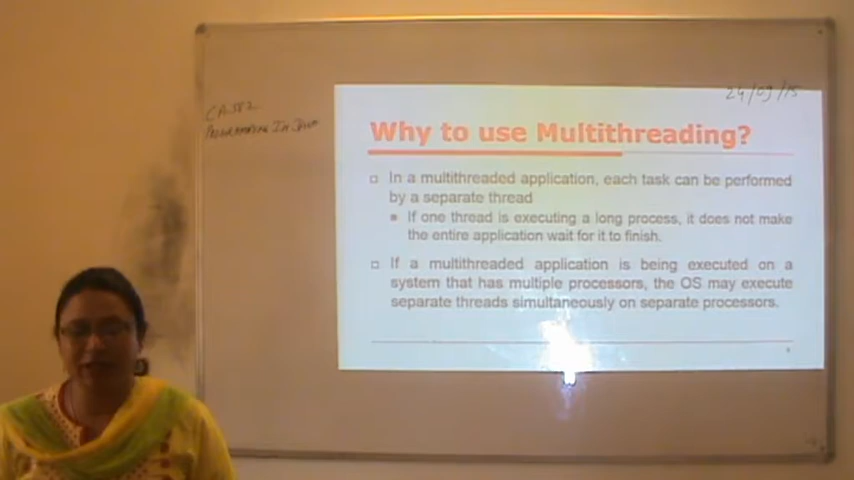 24/09/15
CA-382
PROGRAMMING IN JAVA
Why to use Multithreading?
In a multithreaded application, each task can be performed
by a separate thread
If one thread is executing a long process, it does not make
the entire application wait for it to finish.
If a multithreaded application is being executed on a
system that has multiple processors, the OS may execute
separate threads simultaneously on separate processors.